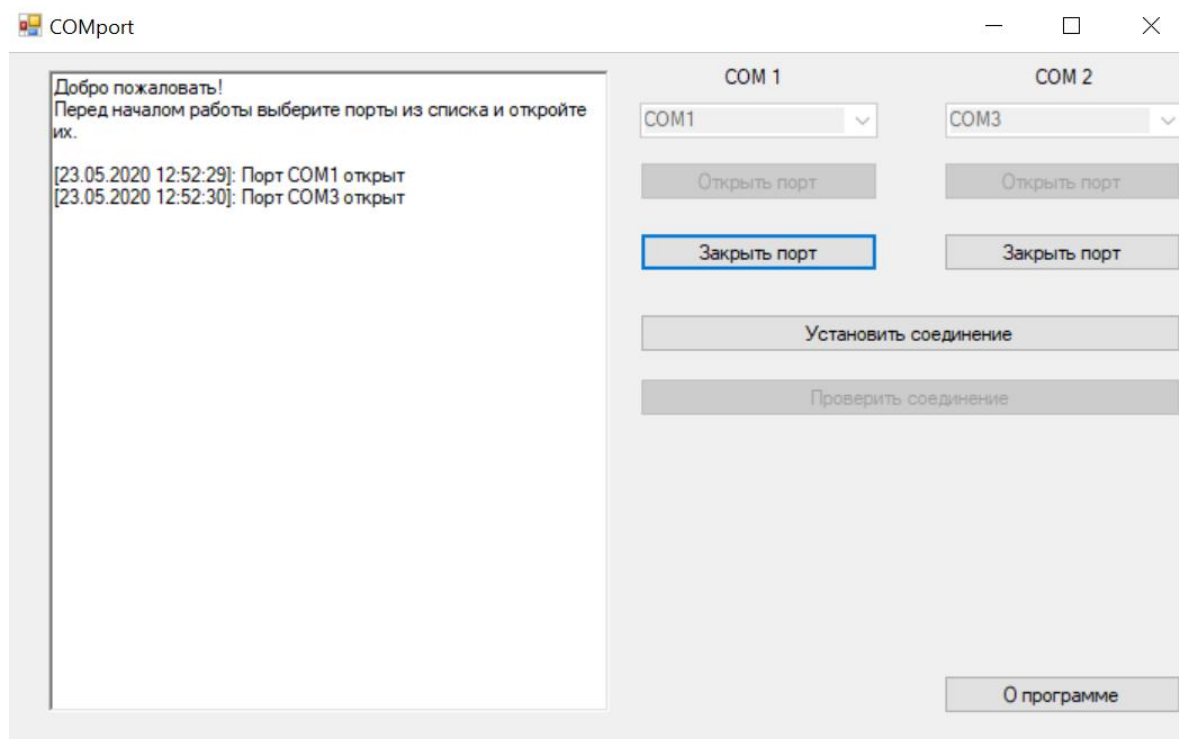 COMport
Добро пожаловать!
Перед началом работы выберите порты из списка и откройте
их.
[23.05.2020 12:52:29]: Порт COM1 открыт
[23.05.2020 12:52:30]: Порт COM3 открыт
COM 1
COM 2
COM1
COM3
Открыть порт
Открыть порт
Закрыть порт
Закрыть порт
Установить соединение
Проверить соединение
О программе